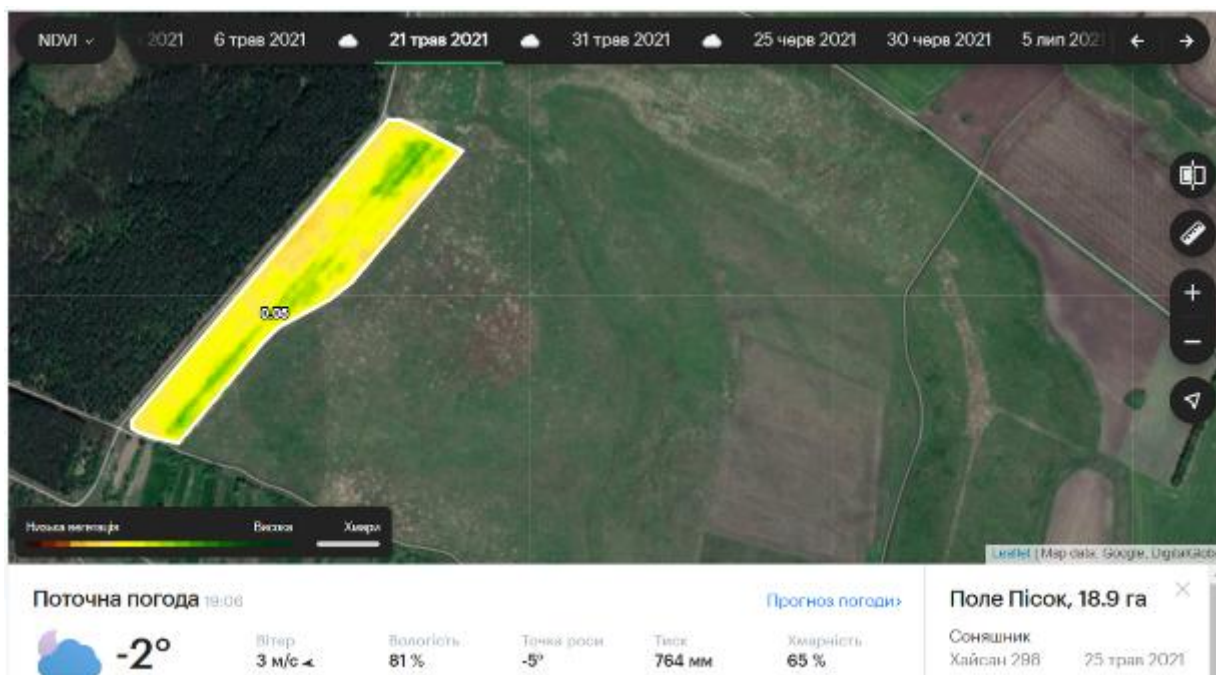 NDVI 2021 6 трав 2021 21 трав 2021 31 трав 2021 25 черв 2021 30 черв 2021 5 лип 202
0.05
Низька вегетація Висока Хмари
Leaflet | Map data: Google, DigitalGlobe
Поточна погода 19:06 Прогноз погоди›
-2°
Вітер Вологість Точка роси Тиск Хмарність
3 м/с 81 % -5° 764 мм 65 %
Поле Пісок, 18.9 га
Соняшник
Хайсан 298 25 трав 2021